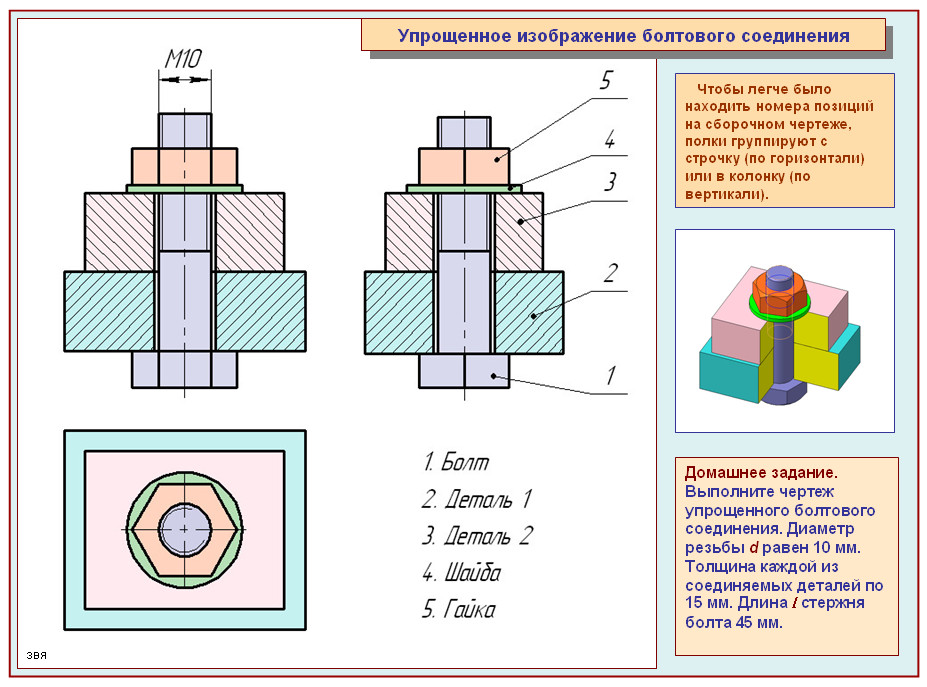 Упрощенное изображение болтового соединения
M10
5
4
3
2
1
1. Болт
2. Деталь 1
3. Деталь 2
4. Шайба
5. Гайка
Чтобы легче было
находить номера позиций
на сборочном чертеже,
полки группируют с
строчку (по горизонтали)
или в колонку (по
вертикали).
Домашнее задание.
Выполните чертеж
упрощенного болтового
соединения. Диаметр
резьбы d равен 10 мм.
Толщина каждой из
соединяемых деталей по
15 мм. Длина l стержня
болта 45 мм.
ЗВЯ